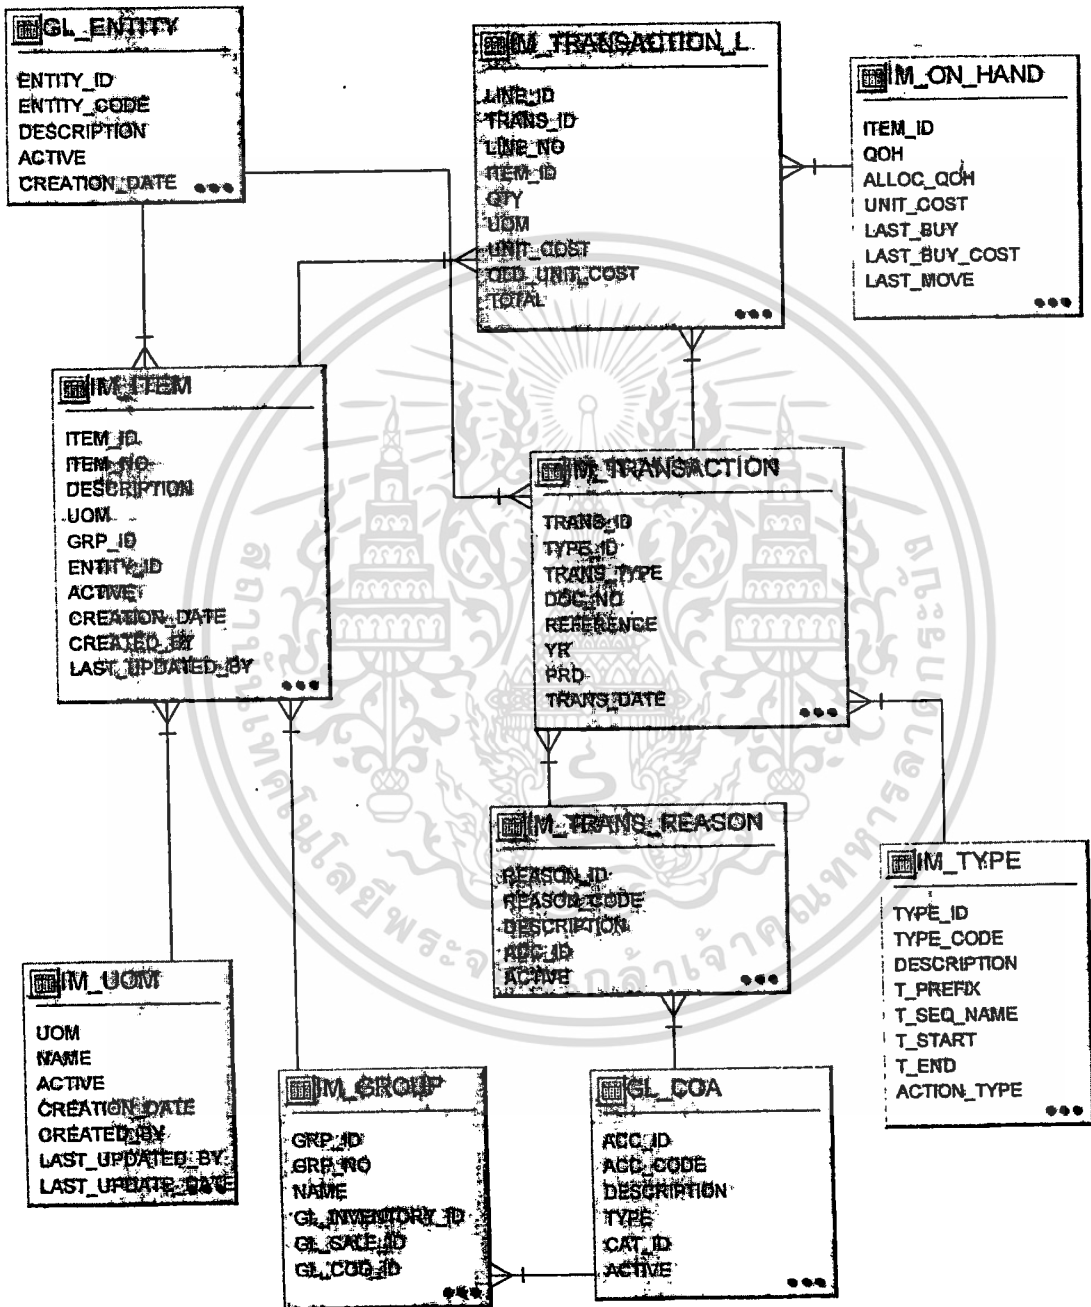 GL_ENTITY
ENTITY_ID
ENTITY_CODE
DESCRIPTION
ACTIVE
CREATION_DATE
IM_TRANSACTION_L
LINE_ID
TRANS_ID
LINE_NO
ITEM_ID
QTY
UOM
UNIT_COST
OLD_UNIT_COST
TOTAL
IM_ON_HAND
ITEM_ID
QOH
ALLOC_QOH
UNIT_COST
LAST_BUY
LAST_BUY_COST
LAST_MOVE
IM_ITEM
ITEM_ID
ITEM_NO
DESCRIPTION
UOM
GRP_ID
ENTITY_ID
ACTIVE
CREATION_DATE
CREATED_BY
LAST_UPDATED_BY
IM_TRANSACTION
TRANS_ID
TYPE_ID
TRANS_TYPE
DOC_NO
REFERENCE
YR
PRD
TRANS_DATE
IM_TRANS_REASON
REASON_ID
REASON_CODE
DESCRIPTION
ACC_ID
ACTIVE
IM_TYPE
TYPE_ID
TYPE_CODE
DESCRIPTION
T_PREFIX
T_SEQ_NAME
T_START
T_END
ACTION_TYPE
IM_UOM
UOM
NAME
ACTIVE
CREATION_DATE
CREATED_BY
LAST_UPDATED_BY
LAST_UPDATE_DATE
IM_GROUP
GRP_ID
GRP_NO
NAME
GL_INVENTORY_ID
GL_SALE_ID
GL_COG_ID
GL_COA
ACC_ID
ACC_CODE
DESCRIPTION
TYPE
CAT_ID
ACTIVE